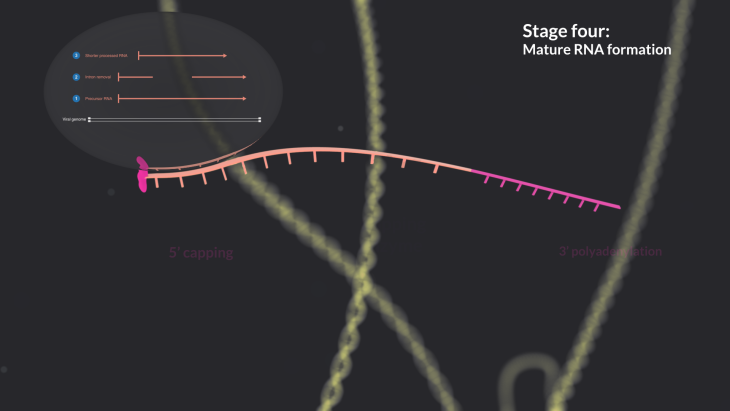 Stage four:
Mature RNA formation
3 Shorter processed RNA
2 Intron removal
1 Precursor RNA
Viral genome
5' capping
3' polyadenylation